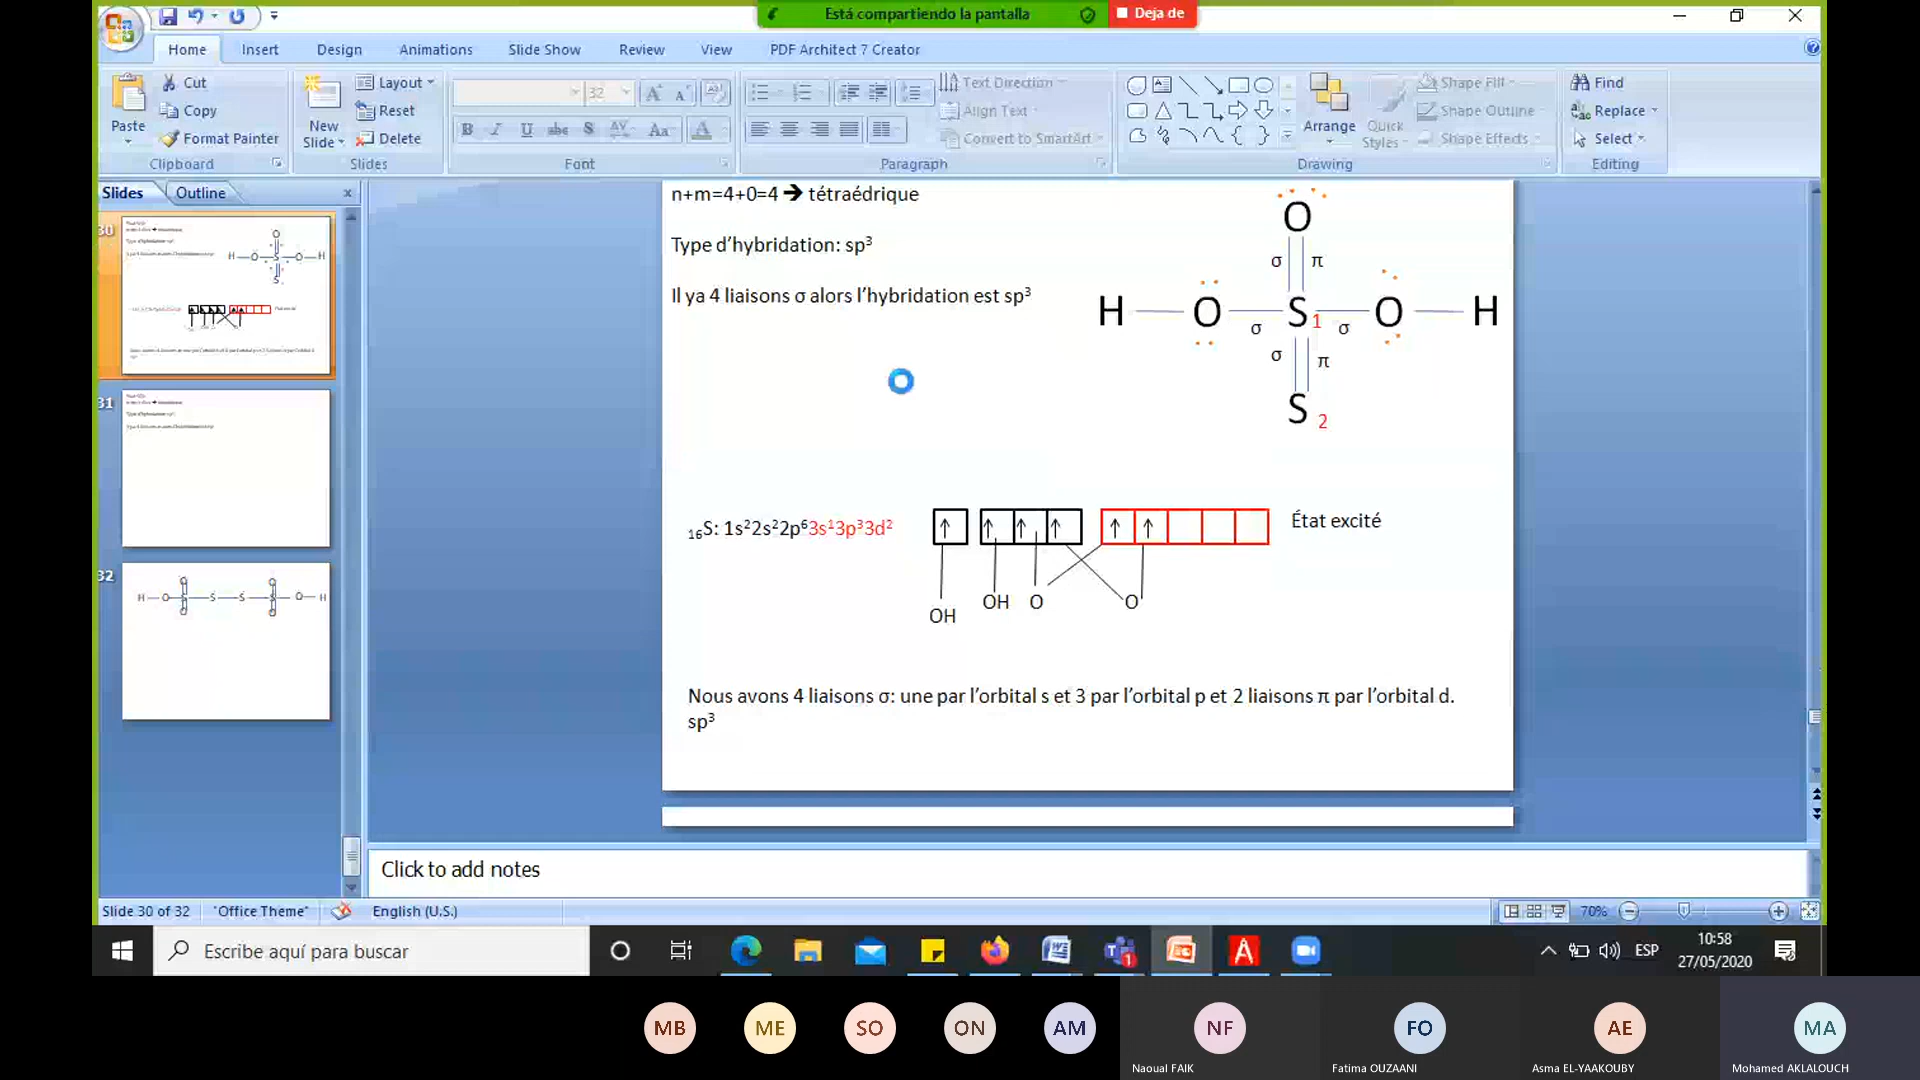 Está compartiendo la pantalla
Deja de
Home Insert Design Animations Slide Show Review View PDF Architect 7 Creator
Paste
Cut
Copy
Format Painter
Clipboard
New
Slide
Layout
Reset
Delete
Slides
32
B I U abc S AV Aa A
Font
Text Direction
Align Text
Convert to SmartArt
Paragraph
Arrange
Quick
Styles
Shape Fill
Shape Outline
Shape Effects
Drawing
Find
Replace
Select
Editing
Slides Outline
30
31
32
H O S S S S O H
n+m=4+0=4 ➔ tétraédrique
Type d'hybridation: sp³
Il ya 4 liaisons σ alors l'hybridation est sp³
O
σ π
H O S 1 O H
σ σ
σ π
S 2
₁₆S: 1s²2s²2p⁶3s¹3p³3d²
État excité
OH OH O O
Nous avons 4 liaisons σ: une par l'orbital s et 3 par l'orbital p et 2 liaisons π par l'orbital d.
sp³
Click to add notes
Slide 30 of 32 "Office Theme" English (U.S.) 70%
Escribe aquí para buscar
ESP
10:58
27/05/2020
MB ME SO ON AM NF FO AE MA
Naoual FAIK Fatima OUZAANI Asma EL-YAAKOUBY Mohamed AKLALOUCH